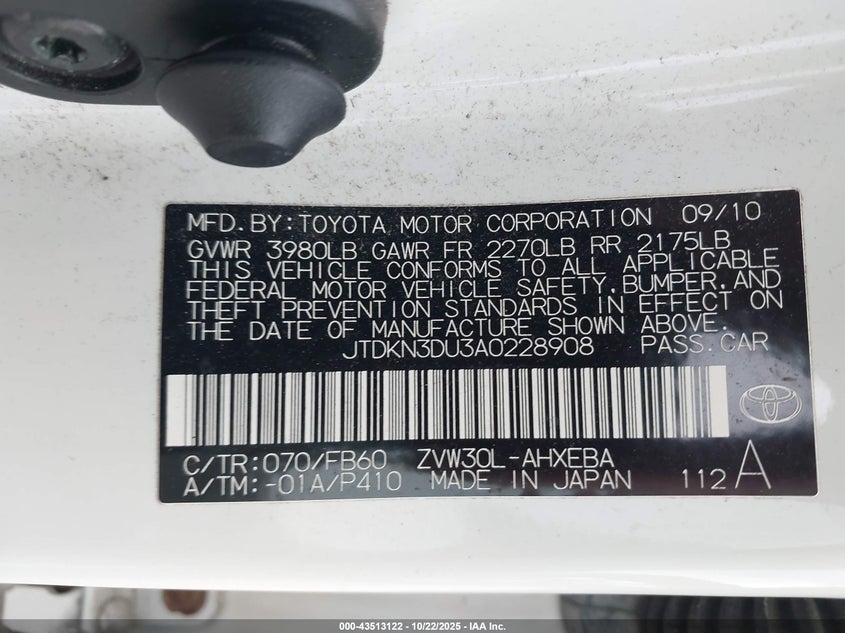 MFD. BY: TOYOTA MOTOR CORPORATION 09/10
GVWR 3980LB GAWR FR 2270LB RR 2175LB
THIS VEHICLE CONFORMS TO ALL APPLICABLE
FEDERAL MOTOR VEHICLE SAFETY, BUMPER, AND
THEFT PREVENTION STANDARDS IN EFFECT ON
THE DATE OF MANUFACTURE SHOWN ABOVE.
JTDKN3DU3A0228908 PASS. CAR
C/TR: 070/FB60 ZVW30L-AHXEBA
A/TM: -01A/P410 MADE IN JAPAN 112 A
000-43513122 - 10/22/2025 - IAA Inc.